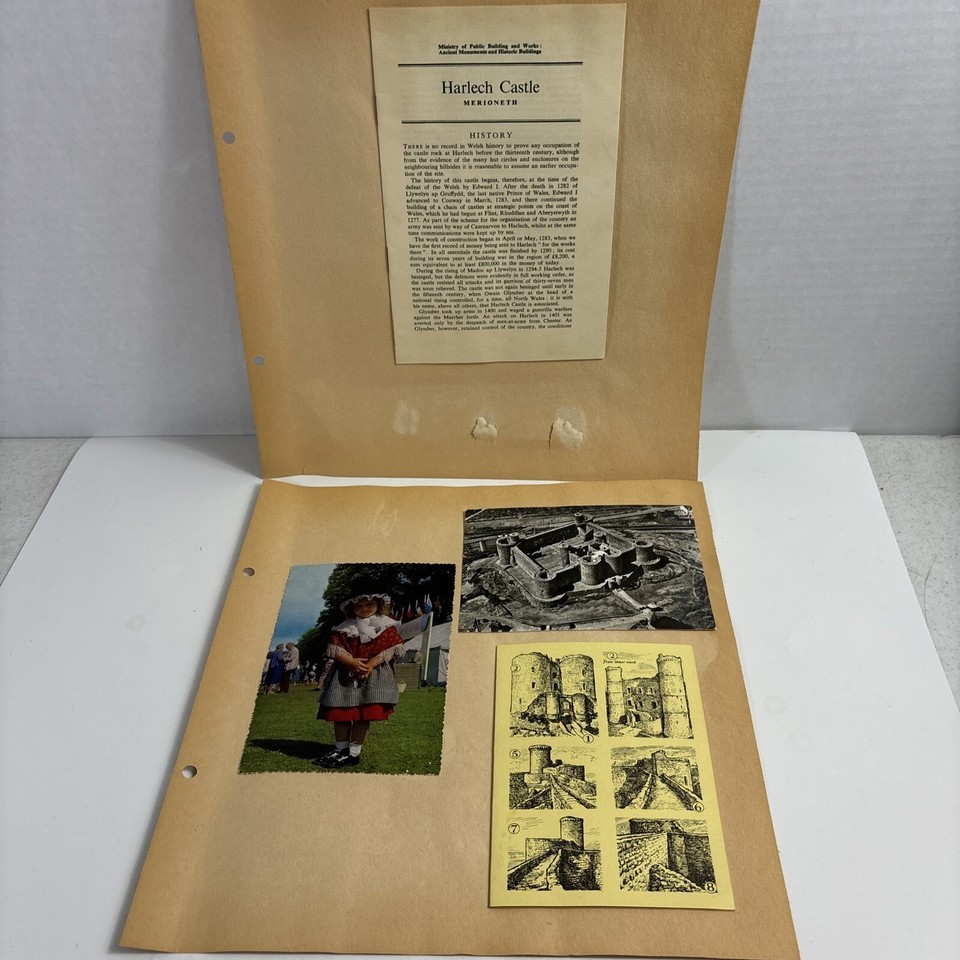 Ministry of Public Building and Works :
Ancient Monuments and Historic Buildings
Harlech Castle
MERIONETH
HISTORY
THERE is no record in Welsh history to prove any occupation of
the castle rock at Harlech before the thirteenth century, although
from the evidence of the many hut circles and enclosures on the
neighbouring hillsides it is reasonable to assume an earlier occupa-
tion of the site.
The history of this castle begins, therefore, at the time of the
defeat of the Welsh by Edward I. After the death in 1282 of
Llywelyn ap Gruffydd, the last native Prince of Wales, Edward I
advanced to Conway in March, 1283, and there continued the
building of a chain of castles at strategic points on the coast of
Wales, which he had begun at Flint, Rhuddlan and Aberystwyth in
1277. As part of the scheme for the organisation of the country an
army was sent by way of Caernarvon to Harlech, whilst at the same
time communications were kept up by sea.
The work of construction began in April or May, 1283, when we
have the first record of money being sent to Harlech " for the works
there ". In all essentials the castle was finished by 1290 ; its cost
during its seven years of building was in the region of £8,200, a
sum equivalent to at least £800,000 in the money of today.
During the rising of Madoc ap Llywelyn in 1294-5 Harlech was
besieged, but the defences were evidently in full working order, as
the castle resisted all attacks and its garrison of thirty-seven men
was soon relieved. The castle was not again besieged until early in
the fifteenth century, when Owain Glyndwr at the head of a
national rising controlled, for a time, all North Wales : it is with
his name, above all others, that Harlech Castle is associated.
Glyndwr took up arms in 1400 and waged a guerilla warfare
against the Marcher lords. An attack on Harlech in 1401 was
averted only by the despatch of men-at-arms from Chester. As
Glyndwr, however, retained control of the country, the conditions
2
2
from inner ward
1
5
6
7
8